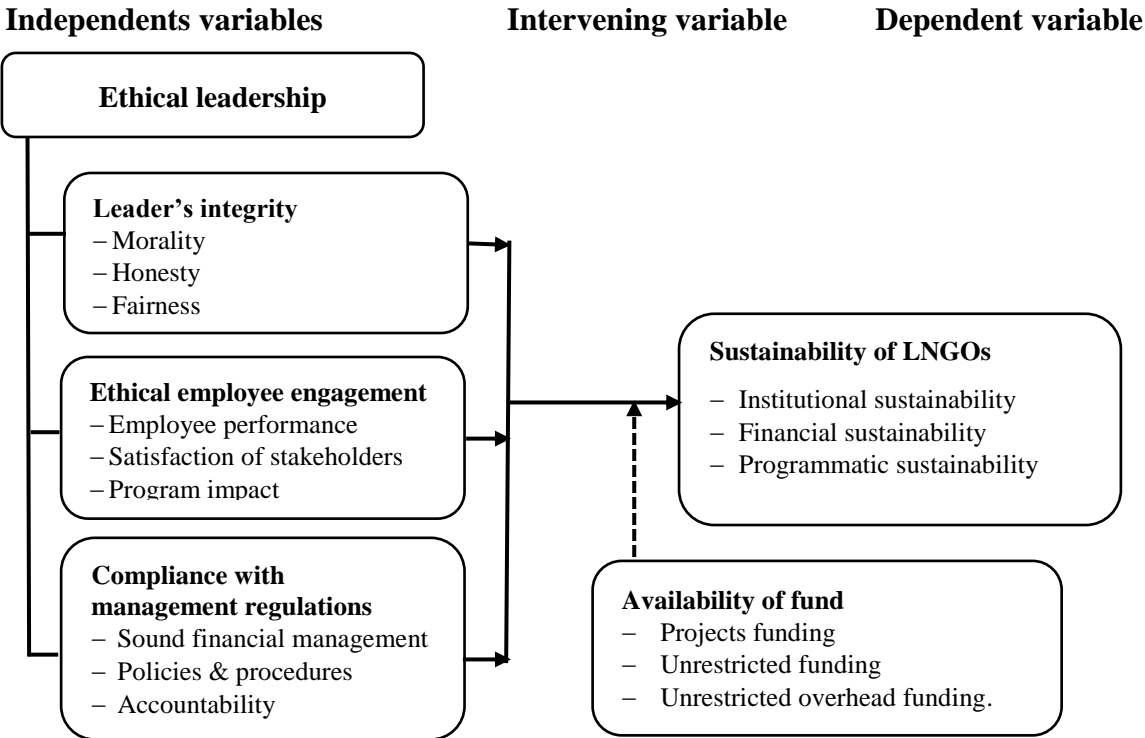 Independents variables
Intervening variable
Dependent variable
Ethical leadership
Leader’s integrity
– Morality
– Honesty
– Fairness
Ethical employee engagement
– Employee performance
– Satisfaction of stakeholders
– Program impact
Compliance with
management regulations
– Sound financial management
– Policies & procedures
– Accountability
Sustainability of LNGOs
– Institutional sustainability
– Financial sustainability
– Programmatic sustainability
Availability of fund
– Projects funding
– Unrestricted funding
– Unrestricted overhead funding.